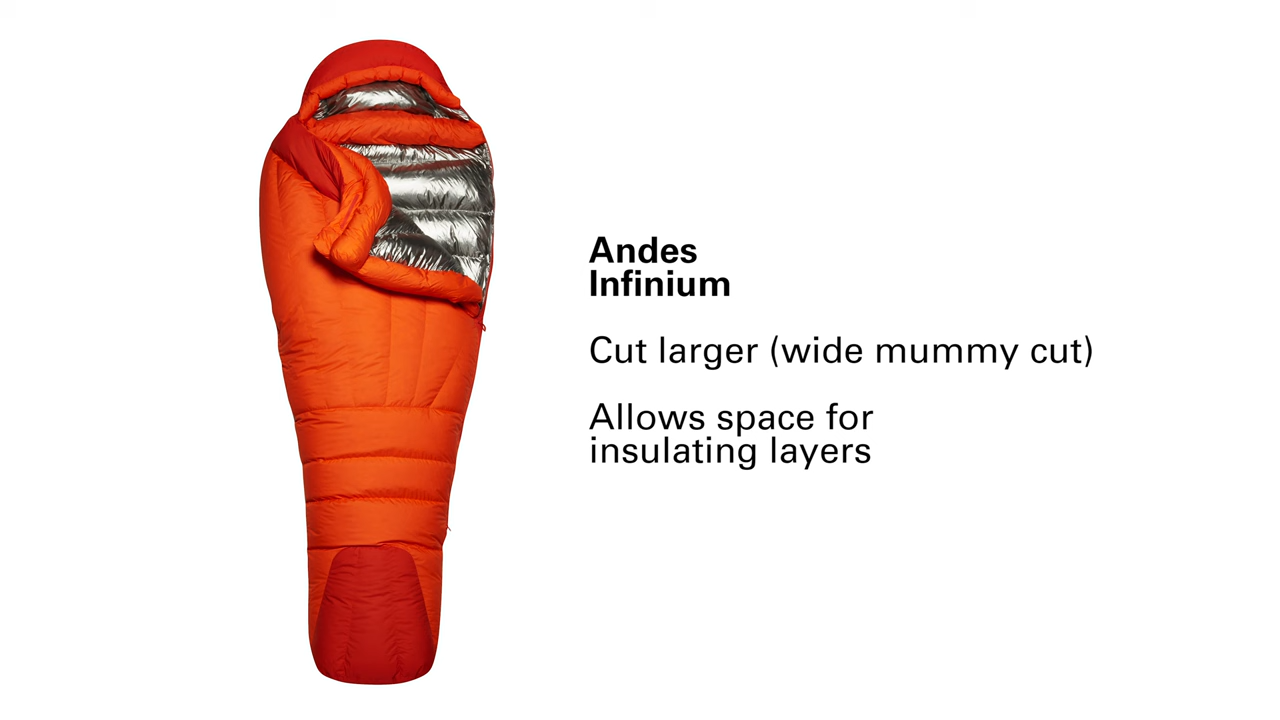 Andes
Infinium
Cut larger (wide mummy cut)
Allows space for
insulating layers